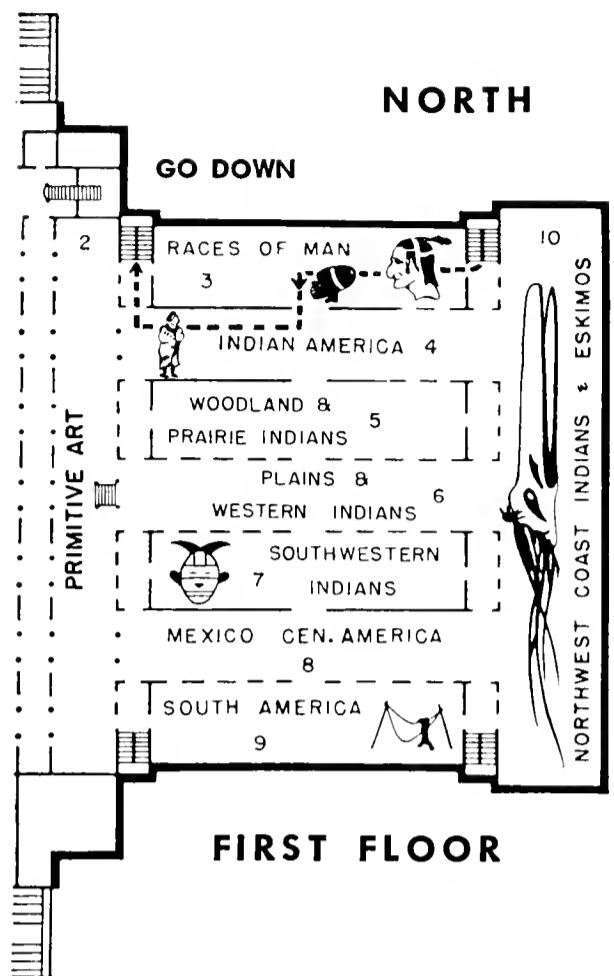 NORTH
GO DOWN
2
RACES OF MAN
3
10
INDIAN AMERICA 4
WOODLAND &
PRAIRIE INDIANS
5
PLAINS &
WESTERN INDIANS
6
PRIMITIVE ART
SOUTHWESTERN
INDIANS
7
MEXICO CEN. AMERICA
8
SOUTH AMERICA
9
NORTHWEST COAST INDIANS & ESKIMOS
FIRST FLOOR